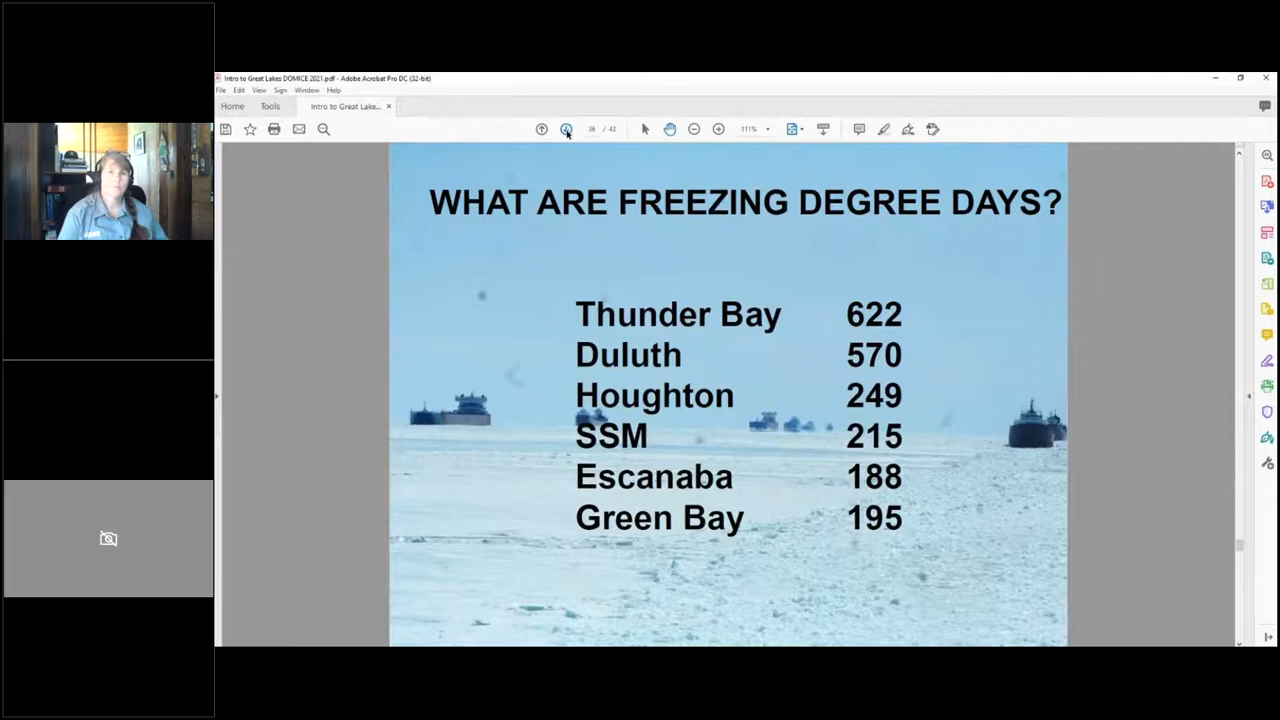 Intro to Great Lakes DOMICE 2021.pdf - Adobe Acrobat Pro DC (32-bit)
File Edit View Sign Window Help
Home Tools Intro to Great Lake...
36 / 43 111%
WHAT ARE FREEZING DEGREE DAYS?
Thunder Bay 622
Duluth 570
Houghton 249
SSM 215
Escanaba 188
Green Bay 195